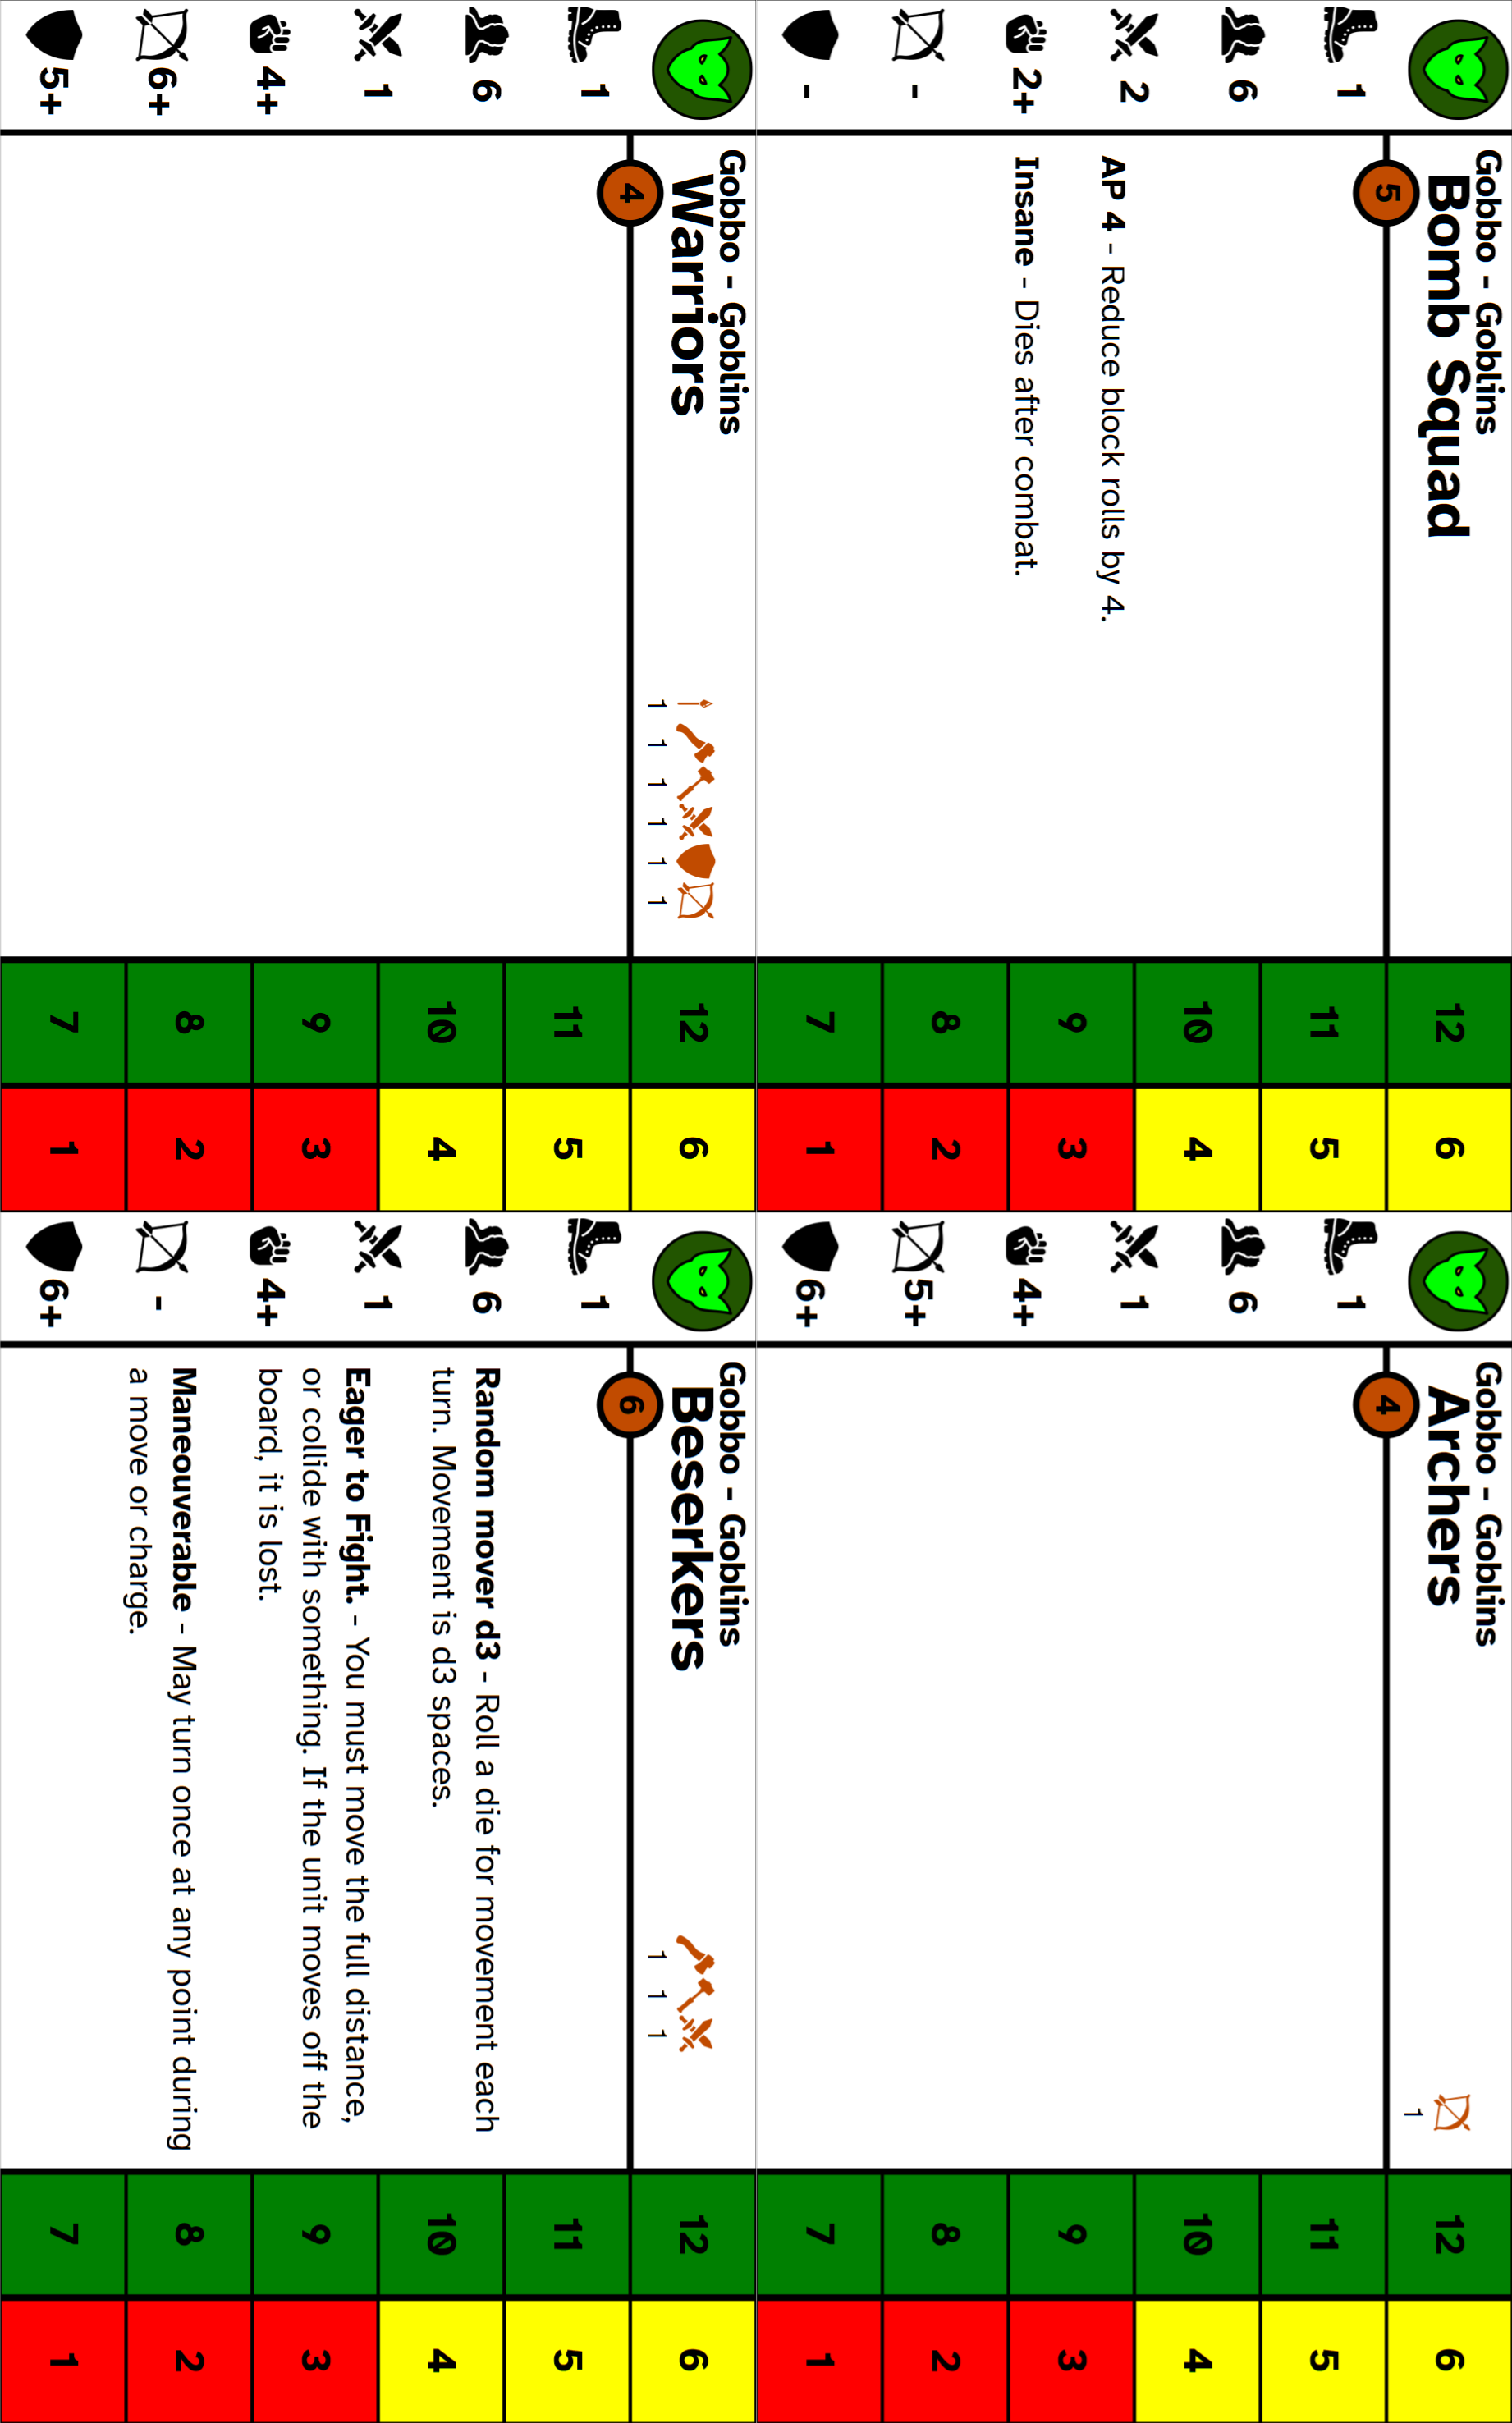 Gobbo - Goblins
Bomb Squad
5
1
6
2
2+
-
-
AP 4 - Reduce block rolls by 4.
Insane - Dies after combat.
12 6
11 5
10 4
9 3
8 2
7 1
Gobbo - Goblins
Archers
1
4
1
6
1
4+
5+
6+
12 6
11 5
10 4
9 3
8 2
7 1
Gobbo - Goblins
Warriors
1 1 1 1 1 1
4
1
6
1
4+
6+
5+
12 6
11 5
10 4
9 3
8 2
7 1
Gobbo - Goblins
Beserkers
1 1 1
6
1
6
1
4+
-
6+
Random mover d3 - Roll a die for movement each
turn. Movement is d3 spaces.
Eager to Fight. - You must move the full distance,
or collide with something. If the unit moves off the
board, it is lost.
Maneouverable - May turn once at any point during
a move or charge.
12 6
11 5
10 4
9 3
8 2
7 1